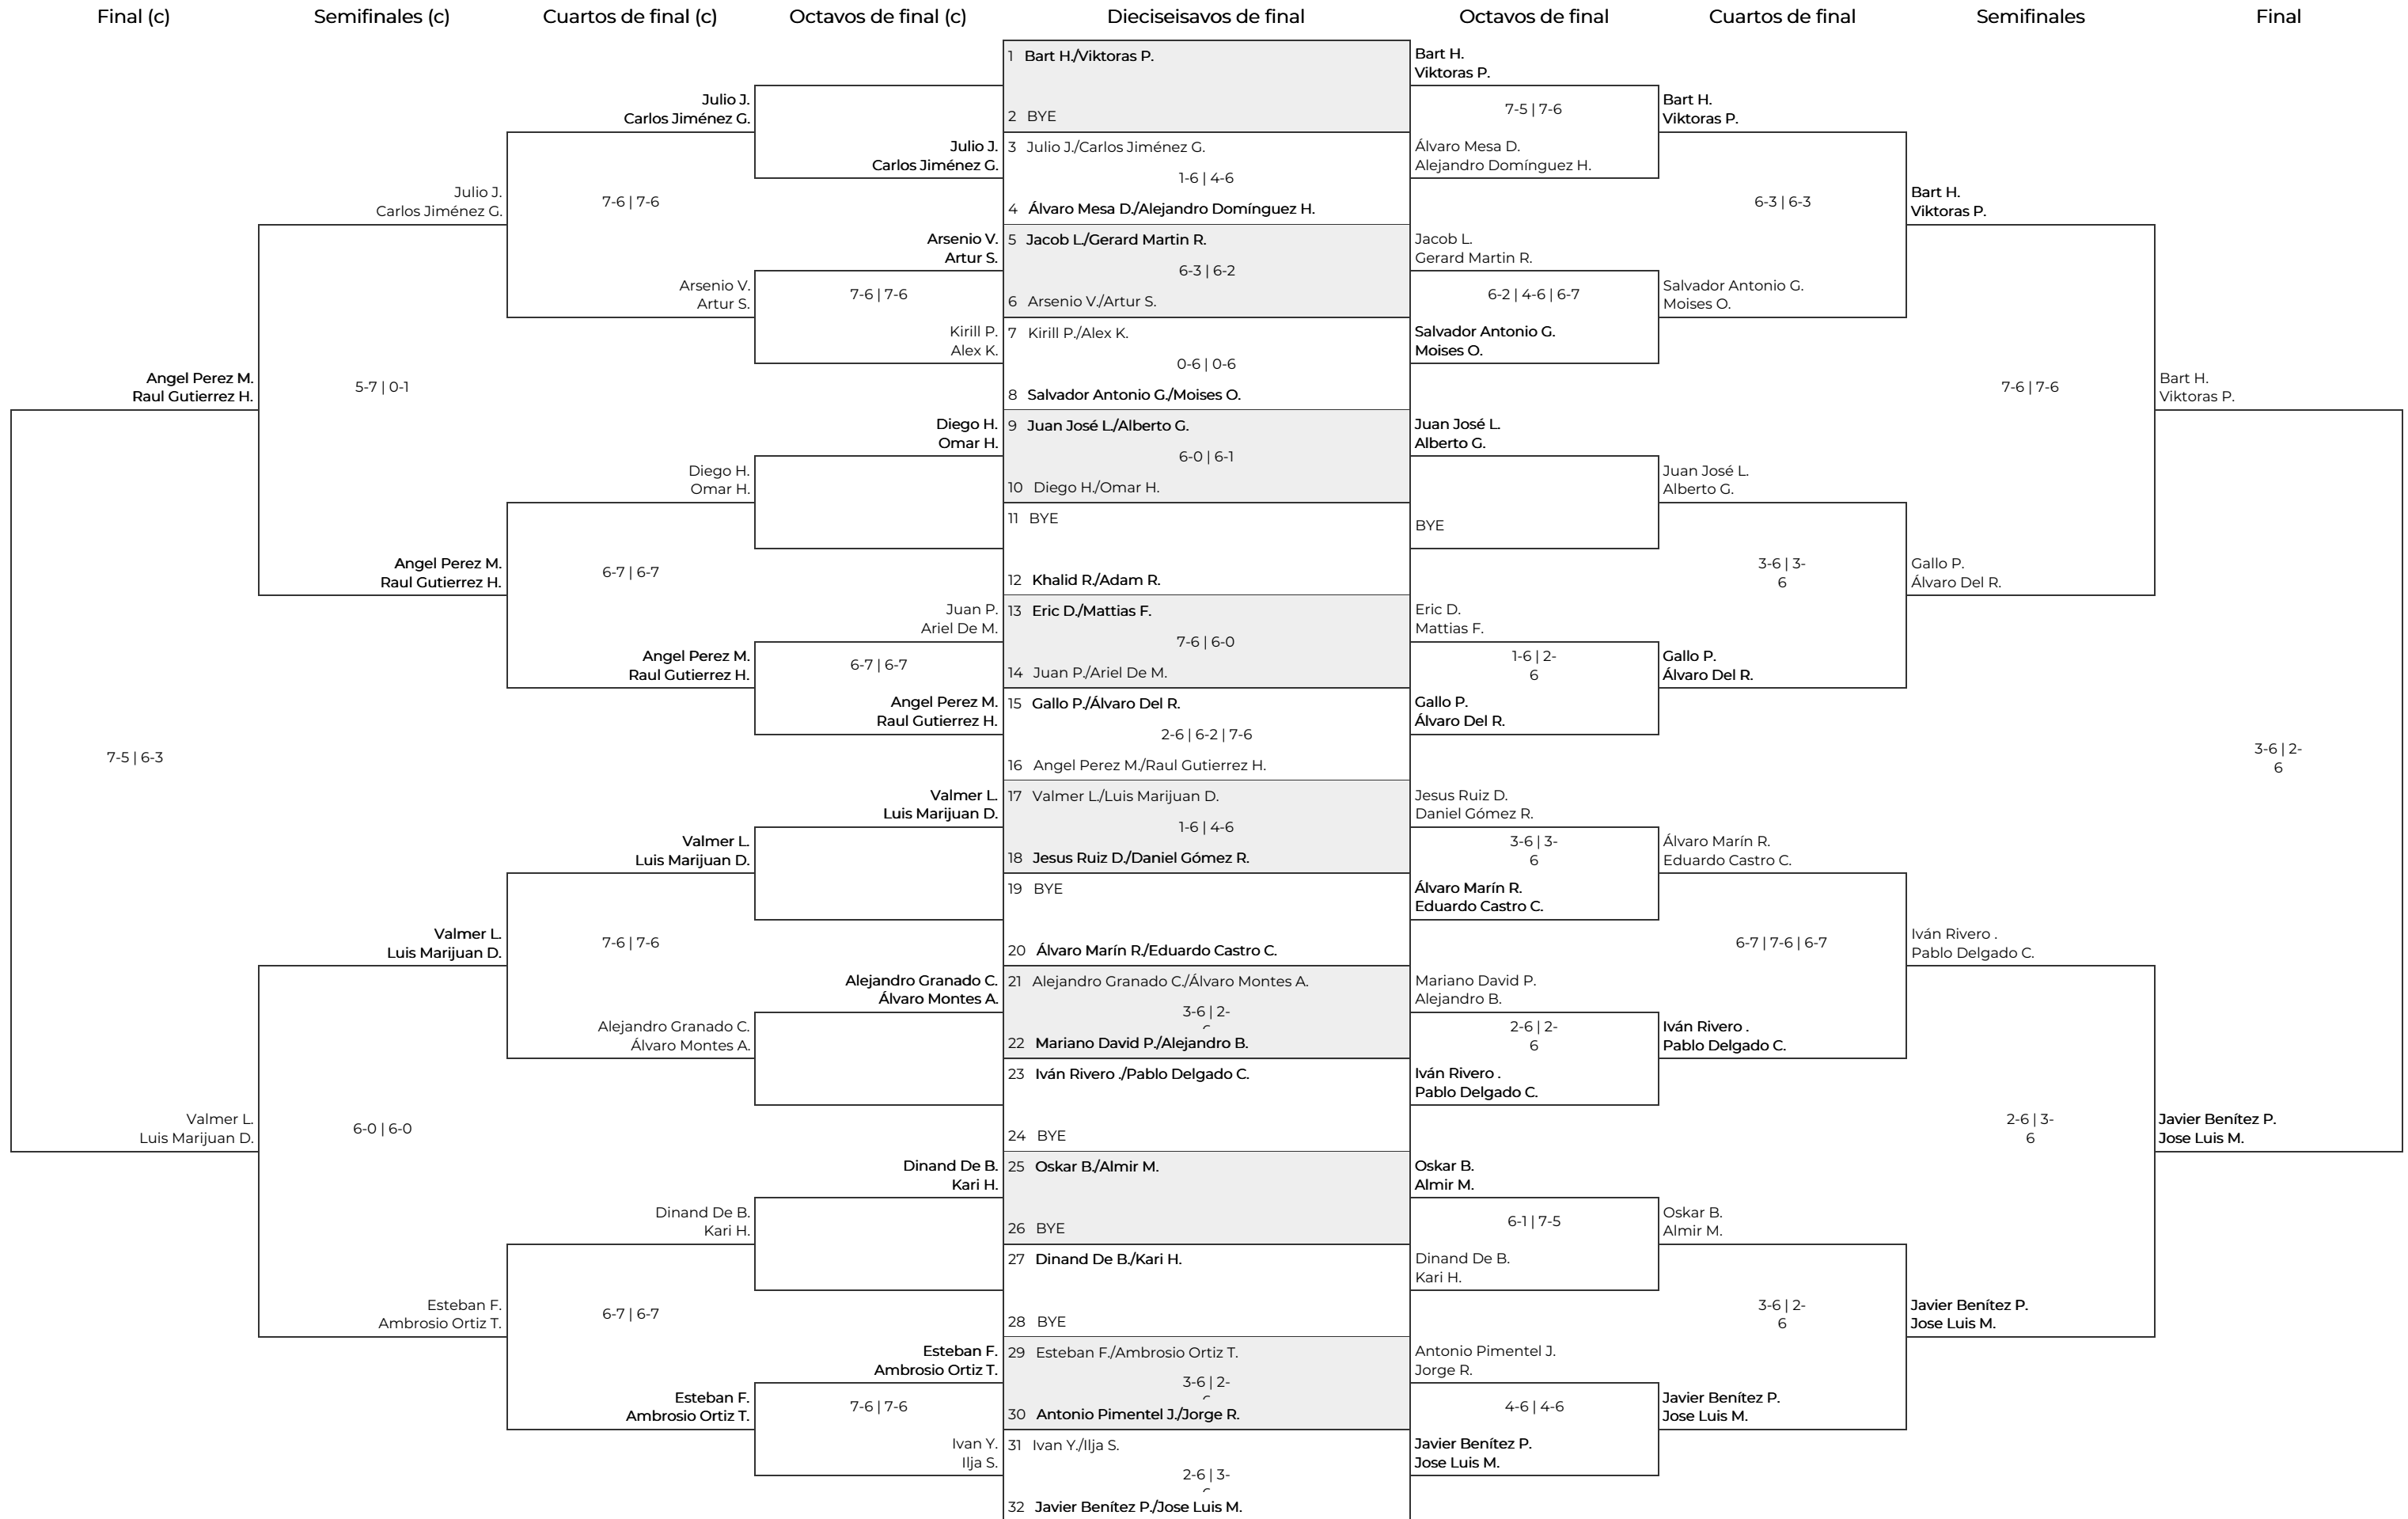 Final (c)
Semifinales (c)
Cuartos de final (c)
Octavos de final (c)
Dieciseisavos de final
Octavos de final
Cuartos de final
Semifinales
Final
Angel Perez M.
Raul Gutierrez H.
7-5 | 6-3
Valmer L.
Luis Marijuan D.
Julio J.
Carlos Jiménez G.
5-7 | 0-1
Angel Perez M.
Raul Gutierrez H.
Valmer L.
Luis Marijuan D.
6-0 | 6-0
Esteban F.
Ambrosio Ortiz T.
Julio J.
Carlos Jiménez G.
7-6 | 7-6
Arsenio V.
Artur S.
Diego H.
Omar H.
6-7 | 6-7
Angel Perez M.
Raul Gutierrez H.
Valmer L.
Luis Marijuan D.
7-6 | 7-6
Alejandro Granado C.
Álvaro Montes A.
Dinand De B.
Kari H.
6-7 | 6-7
Esteban F.
Ambrosio Ortiz T.
Julio J.
Carlos Jiménez G.
Arsenio V.
Artur S.
7-6 | 7-6
Kirill P.
Alex K.
Diego H.
Omar H.
Juan P.
Ariel De M.
6-7 | 6-7
Angel Perez M.
Raul Gutierrez H.
Valmer L.
Luis Marijuan D.
Alejandro Granado C.
Álvaro Montes A.
Dinand De B.
Kari H.
Esteban F.
Ambrosio Ortiz T.
7-6 | 7-6
Ivan Y.
Ilja S.
1 Bart H./Viktoras P.
2 BYE
3 Julio J./Carlos Jiménez G.
1-6 | 4-6
4 Álvaro Mesa D./Alejandro Domínguez H.
5 Jacob L./Gerard Martin R.
6-3 | 6-2
6 Arsenio V./Artur S.
7 Kirill P./Alex K.
0-6 | 0-6
8 Salvador Antonio G./Moises O.
9 Juan José L./Alberto G.
6-0 | 6-1
10 Diego H./Omar H.
11 BYE
12 Khalid R./Adam R.
13 Eric D./Mattias F.
7-6 | 6-0
14 Juan P./Ariel De M.
15 Gallo P./Álvaro Del R.
2-6 | 6-2 | 7-6
16 Angel Perez M./Raul Gutierrez H.
17 Valmer L./Luis Marijuan D.
1-6 | 4-6
18 Jesus Ruiz D./Daniel Gómez R.
19 BYE
20 Álvaro Marín R./Eduardo Castro C.
21 Alejandro Granado C./Álvaro Montes A.
3-6 | 2-
22 Mariano David P./Alejandro B.
23 Iván Rivero ./Pablo Delgado C.
24 BYE
25 Oskar B./Almir M.
26 BYE
27 Dinand De B./Kari H.
28 BYE
29 Esteban F./Ambrosio Ortiz T.
3-6 | 2-
30 Antonio Pimentel J./Jorge R.
31 Ivan Y./Ilja S.
2-6 | 3-
32 Javier Benítez P./Jose Luis M.
Bart H.
Viktoras P.
7-5 | 7-6
Álvaro Mesa D.
Alejandro Domínguez H.
Jacob L.
Gerard Martin R.
6-2 | 4-6 | 6-7
Salvador Antonio G.
Moises O.
Juan José L.
Alberto G.
BYE
Eric D.
Mattias F.
1-6 | 2-
6
Gallo P.
Álvaro Del R.
Jesus Ruiz D.
Daniel Gómez R.
3-6 | 3-
6
Álvaro Marín R.
Eduardo Castro C.
Mariano David P.
Alejandro B.
2-6 | 2-
6
Iván Rivero .
Pablo Delgado C.
Oskar B.
Almir M.
6-1 | 7-5
Dinand De B.
Kari H.
Antonio Pimentel J.
Jorge R.
4-6 | 4-6
Javier Benítez P.
Jose Luis M.
Bart H.
Viktoras P.
6-3 | 6-3
Salvador Antonio G.
Moises O.
Juan José L.
Alberto G.
3-6 | 3-
6
Gallo P.
Álvaro Del R.
Álvaro Marín R.
Eduardo Castro C.
6-7 | 7-6 | 6-7
Iván Rivero .
Pablo Delgado C.
Oskar B.
Almir M.
3-6 | 2-
6
Javier Benítez P.
Jose Luis M.
Bart H.
Viktoras P.
7-6 | 7-6
Gallo P.
Álvaro Del R.
Iván Rivero .
Pablo Delgado C.
2-6 | 3-
6
Javier Benítez P.
Jose Luis M.
Bart H.
Viktoras P.
3-6 | 2-
6
Javier Benítez P.
Jose Luis M.